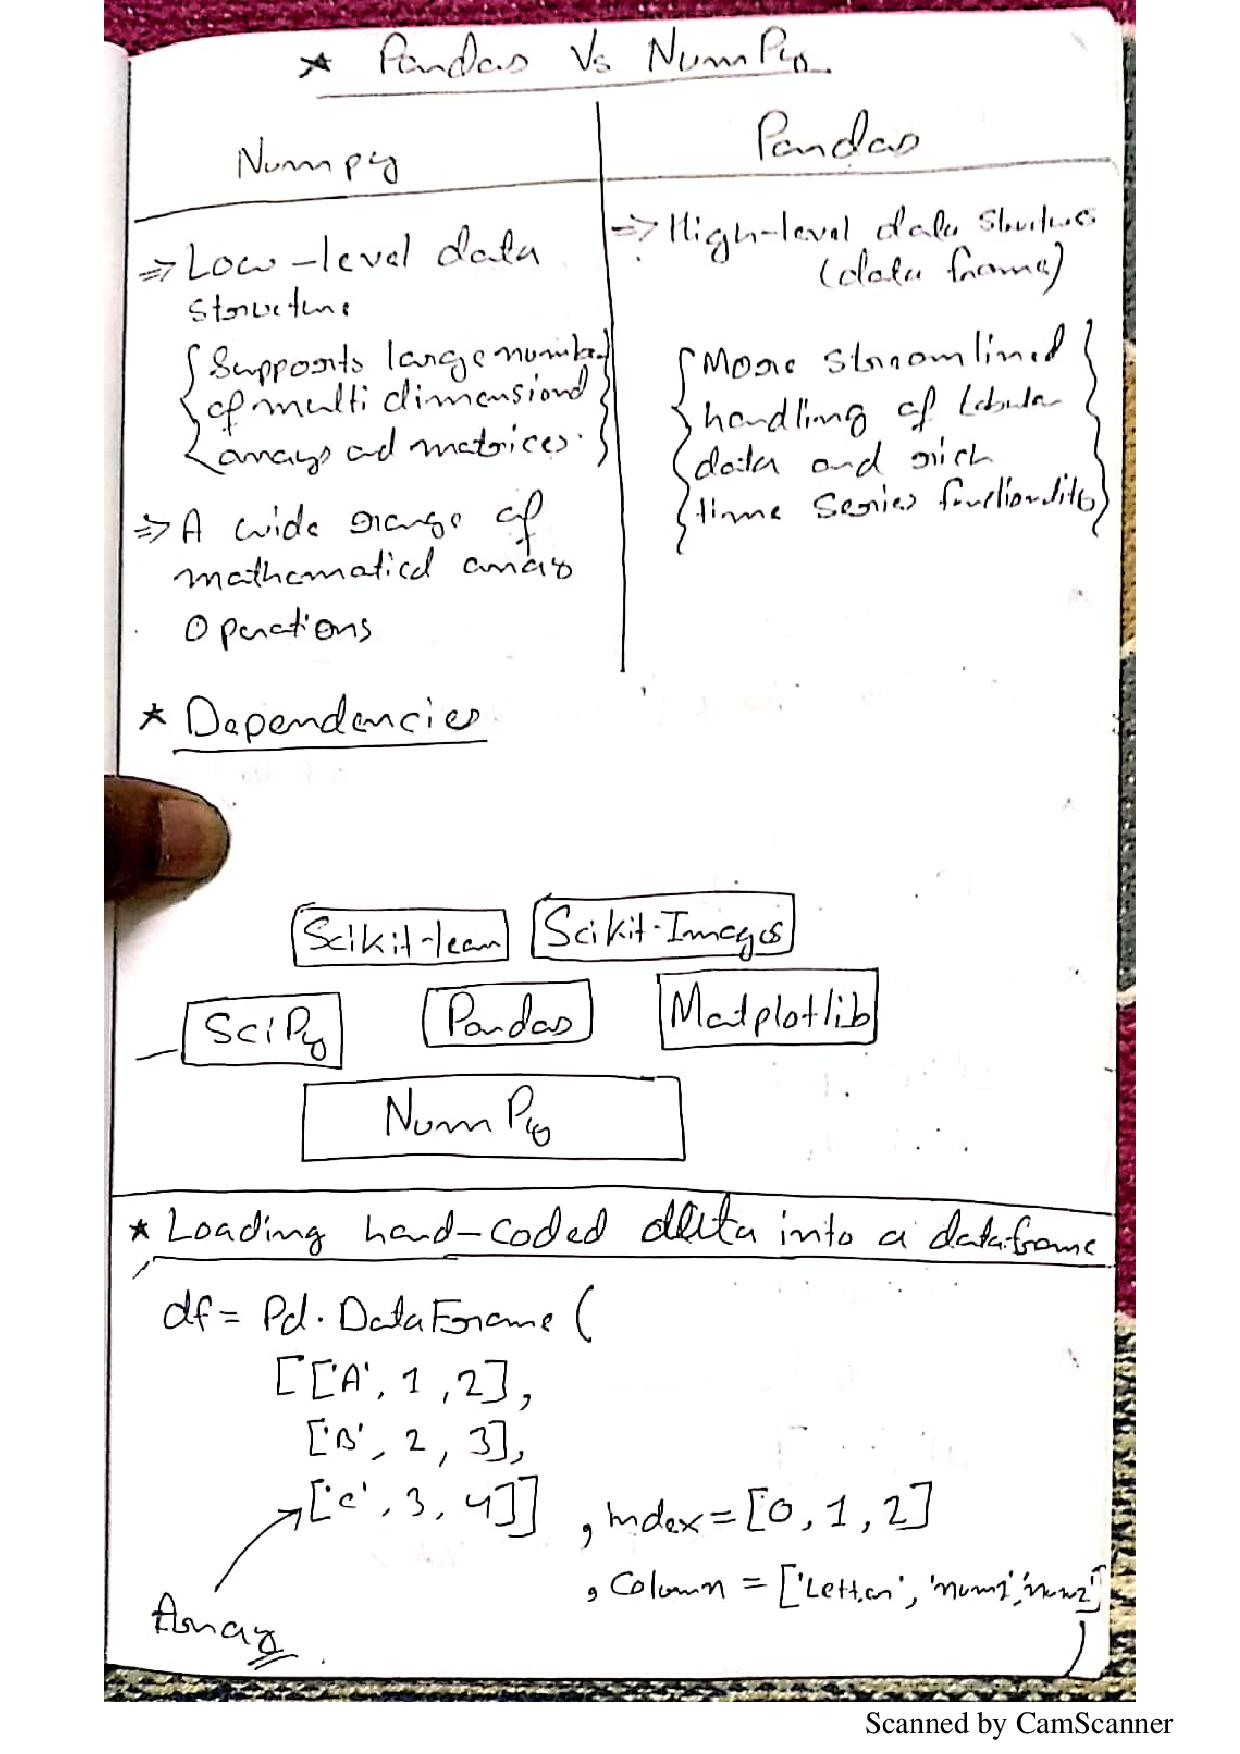 * Pandas Vs NumPy
Numpy
Pandas
⇒ Low-level data
structure
{Supports large number
of multi dimensional
arrays ad matrices.}
⇒ A wide range of
mathematical array
Operations
⇒ High-level data structure
(data frame)
{More streamlined
handling of tabular
data and rich
time series functionality}
* Dependencies
Scikit-learn Scikit-Images
SciPy Pandas Matplotlib
NumPy
* Loading hand-coded data into a dataframe
df = Pd.DataFrame(
[['A', 1, 2],
['B', 2, 3],
['C', 3, 4]] , index = [0, 1, 2]
, Column = ['Letter', 'num1', 'num2'])
Array
Scanned by CamScanner